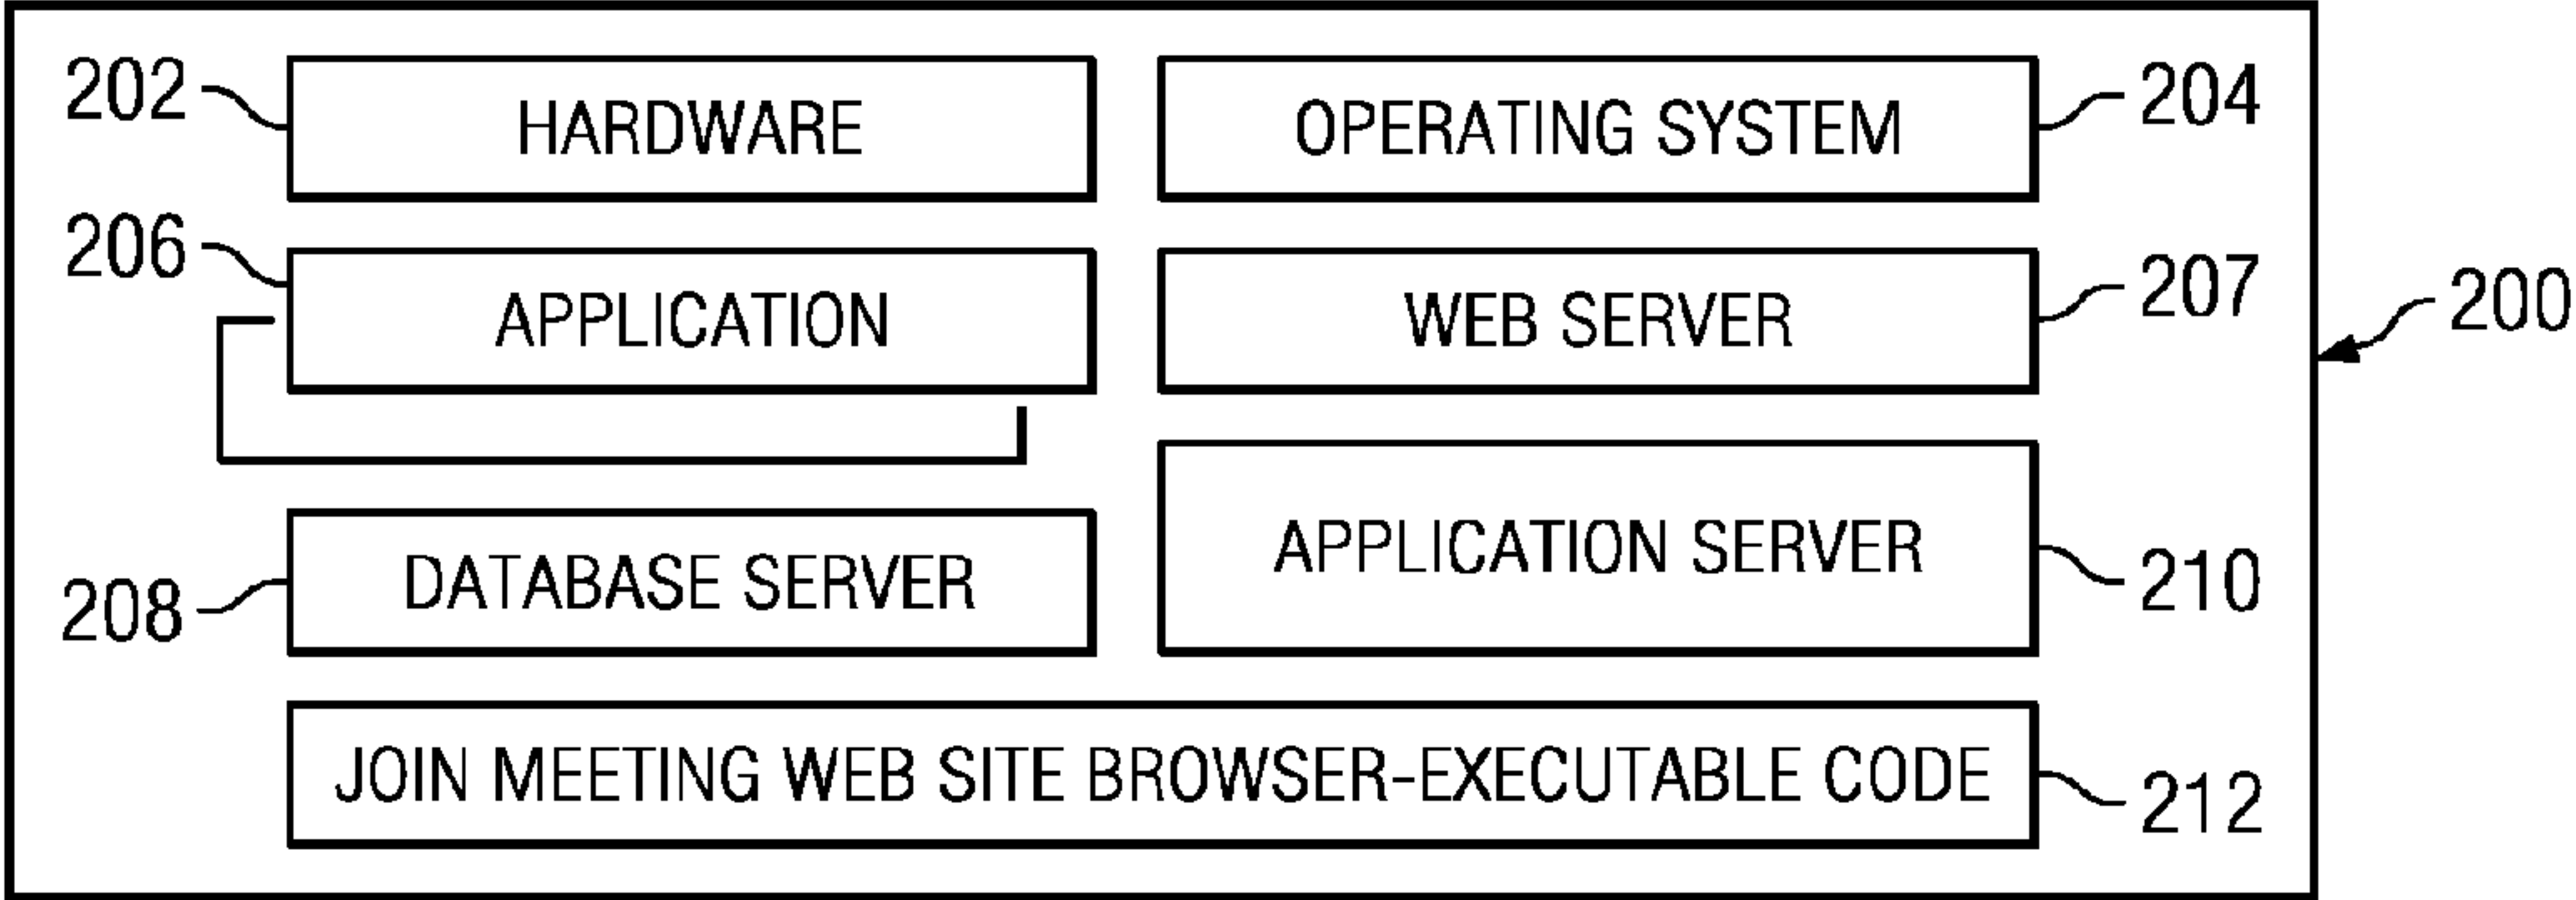 202
HARDWARE
OPERATING SYSTEM
204
206
APPLICATION
WEB SERVER
207
200
208
DATABASE SERVER
APPLICATION SERVER
210
JOIN MEETING WEB SITE BROWSER-EXECUTABLE CODE
212